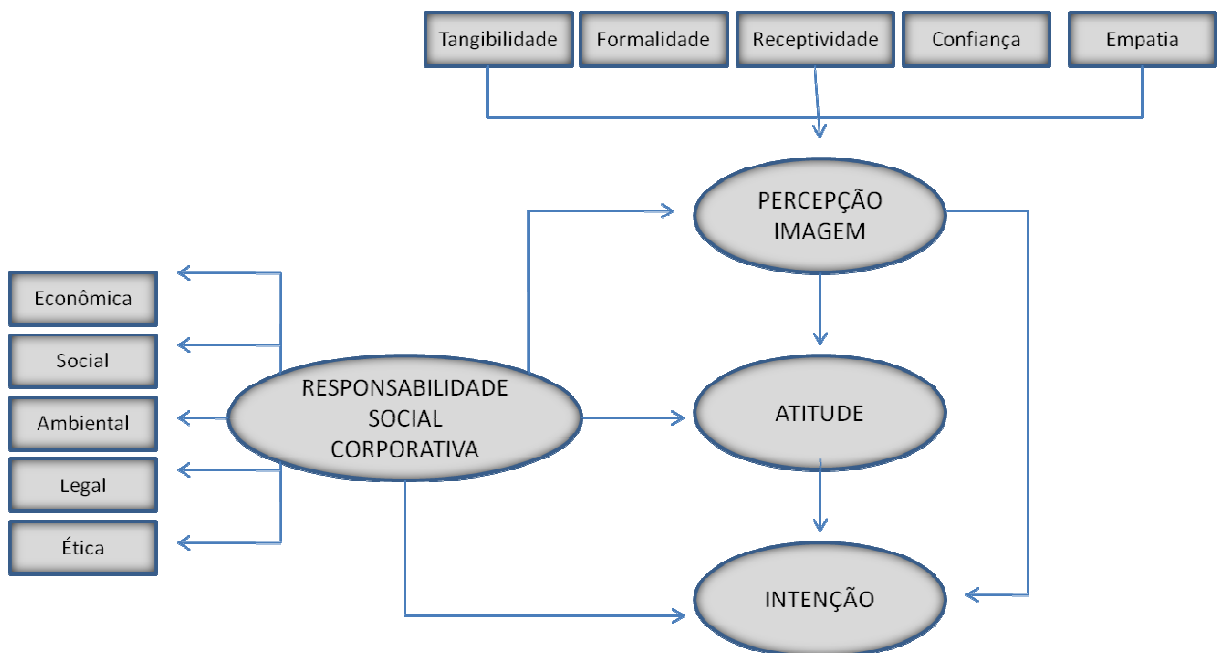 Tangibilidade
Formalidade
Receptividade
Confiança
Empatia
PERCEPÇÃO
IMAGEM
Econômica
Social
Ambiental
Legal
Ética
RESPONSABILIDADE
SOCIAL
CORPORATIVA
ATITUDE
INTENÇÃO